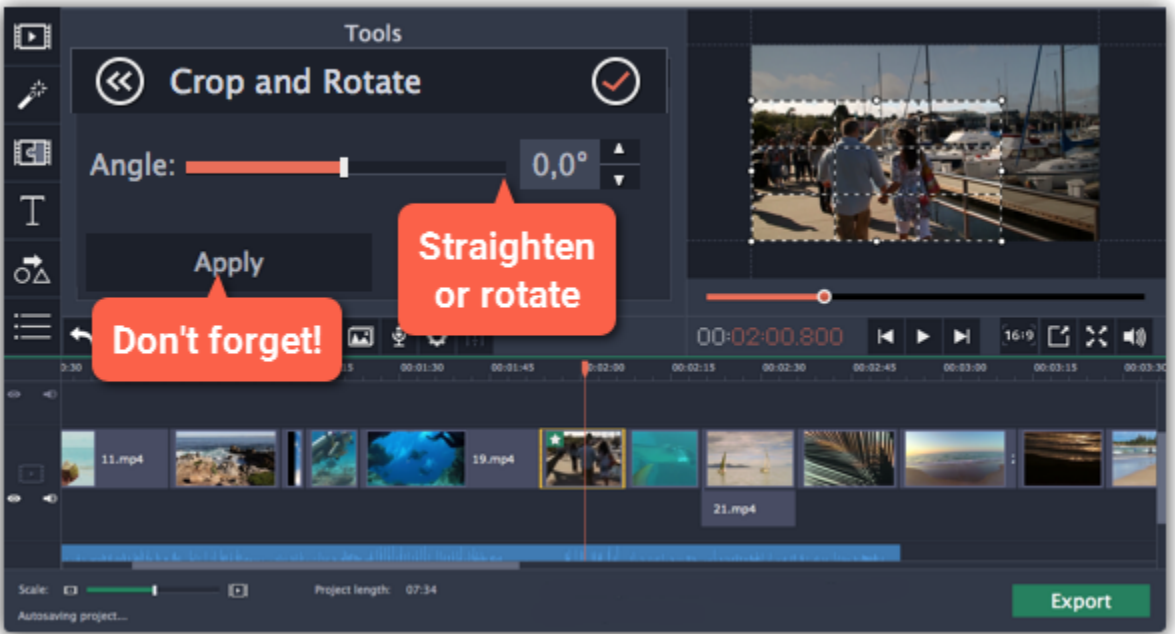 Tools
Crop and Rotate
Angle:
0,0°
Straighten
or rotate
Apply
Don't forget!
T
00:02:00.800
16:9
0:30
15
00:01:30
00:01:45
0:02:00
00:02:15
00:02:30
00:02:45
00:03:00
00:03:15
00:03:30
11.mp4
19.mp4
21.mp4
Scale:
Project length: 07:34
Autosaving project...
Export